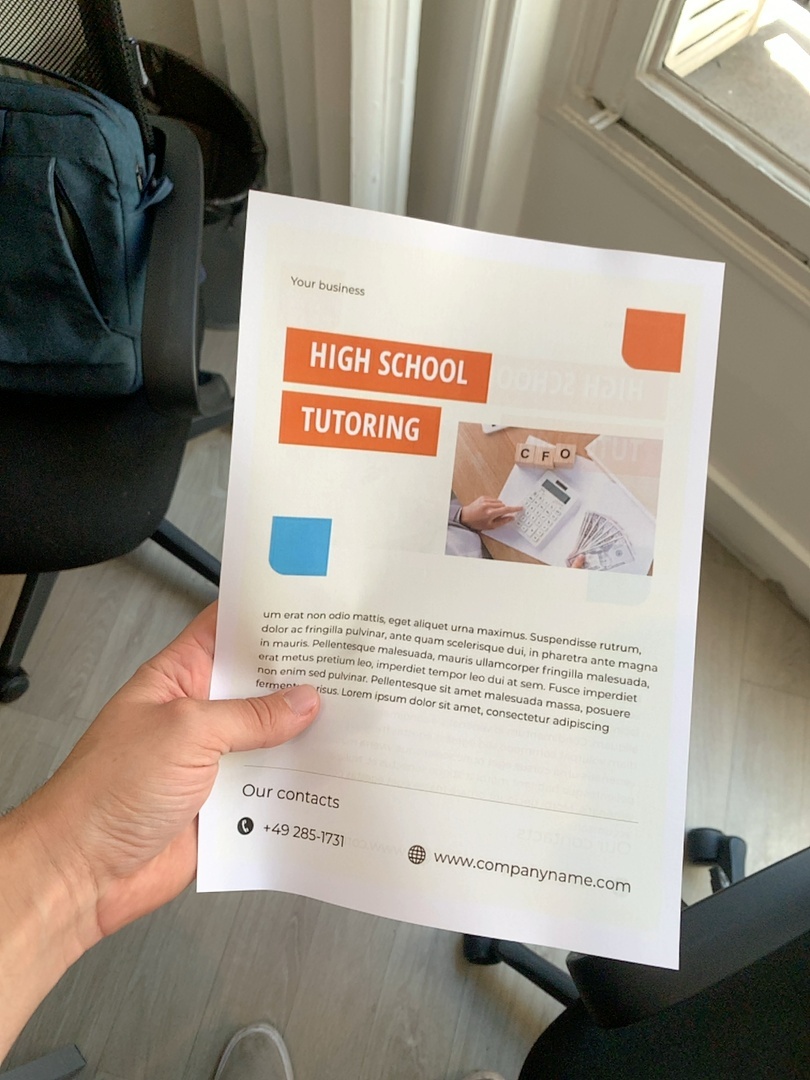 Your business
HIGH SCHOOL
TUTORING
C F O
um erat non odio mattis, eget aliquet urna maximus. Suspendisse rutrum,
dolor ac fringilla pulvinar, ante quam scelerisque dui, in pharetra ante magna
in mauris. Pellentesque malesuada, mauris ullamcorper fringilla malesuada,
erat metus pretium leo, imperdiet tempor leo dui at sem. Fusce imperdiet
non enim sed pulvinar. Pellentesque sit amet malesuada massa, posuere
risus. Lorem ipsum dolor sit amet, consectetur adipiscing
Our contacts
+49 285-1731
www.companyname.com